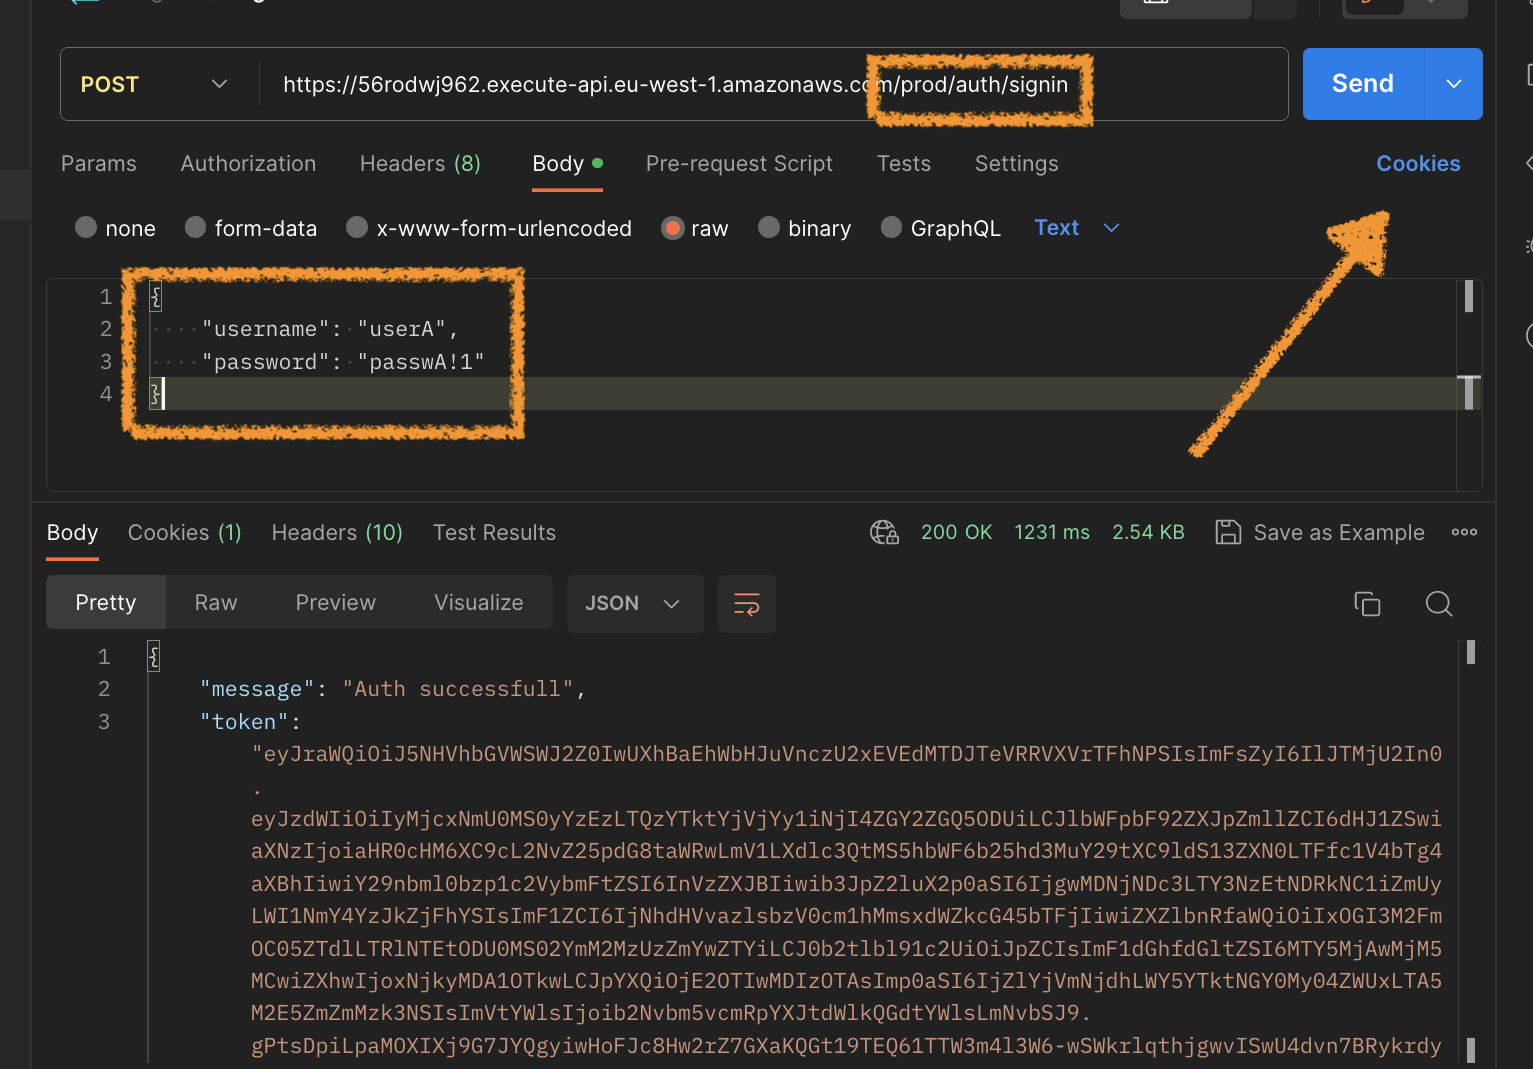 POST
https://56rodwj962.execute-api.eu-west-1.amazonaws.com/prod/auth/signin
Send
Params Authorization Headers (8) Body Pre-request Script Tests Settings Cookies
none form-data x-www-form-urlencoded raw binary GraphQL Text
1 {
2 "username": "userA",
3 "password": "passwA!1"
4 }
Body Cookies (1) Headers (10) Test Results 200 OK 1231 ms 2.54 KB Save as Example
Pretty Raw Preview Visualize JSON
1 {
2 "message": "Auth successfull",
3 "token":
"eyJraWQiOiJ5NHVhbGVWSWJ2Z0IwUXhBaEhWbHJuVnczU2xEVEdMTDJTeVRRVXVrTFhNPSIsImFsZyI6IlJTMjU2In0
.
eyJzdWIiOiIyMjcxNmU0MS0yYzEzLTQzYTktYjVjYy1iNjI4ZGY2ZGQ5ODUiLCJlbWFpbF92ZXJpZmllZCI6dHJ1ZSwi
aXNzIjoiaHR0cHM6XC9cL2NvZ25pdG8taWRwLmV1LXdlc3QtMS5hbWF6b25hd3MuY29tXC9ldS13ZXN0LTFfc1V4bTg4
aXBhIiwiY29nbml0bzp1c2VybmFtZSI6InVzZXJBIiwib3JpZ2luX2p0aSI6IjgwMDNjNDc3LTY3NzEtNDRkNC1iZmUy
LWI1NmY4YzJkZjFhYSIsImF1ZCI6IjNhdHVvazlsbzV0cm1hMmsxdWZkcG45bTFjIiwiZXZlbnRfaWQiOiIxOGI3M2Fm
OC05ZTdlLTRlNTEtODU0MS02YmM2MzUzZmYwZTYiLCJ0b2tlbl91c2UiOiJpZCIsImF1dGhfdGltZSI6MTY5MjAwMjM5
MCwiZXhwIjoxNjkyMDA1OTkwLCJpYXQiOjE2OTIwMDIzOTAsImp0aSI6IjZlYjVmNjdhLWY5YTktNGY0My04ZWUxLTA5
M2E5ZmZmMzk3NSIsImVtYWlsIjoib2Nvbm5vcmRpYXJtdWlkQGdtYWlsLmNvbSJ9.
gPtsDpiLpaMOXIXj9G7JYQgyiwHoFJc8Hw2rZ7GXaKQGt19TEQ61TTW3m4l3W6-wSWkrlqthjgwvISwU4dvn7BRykrdy